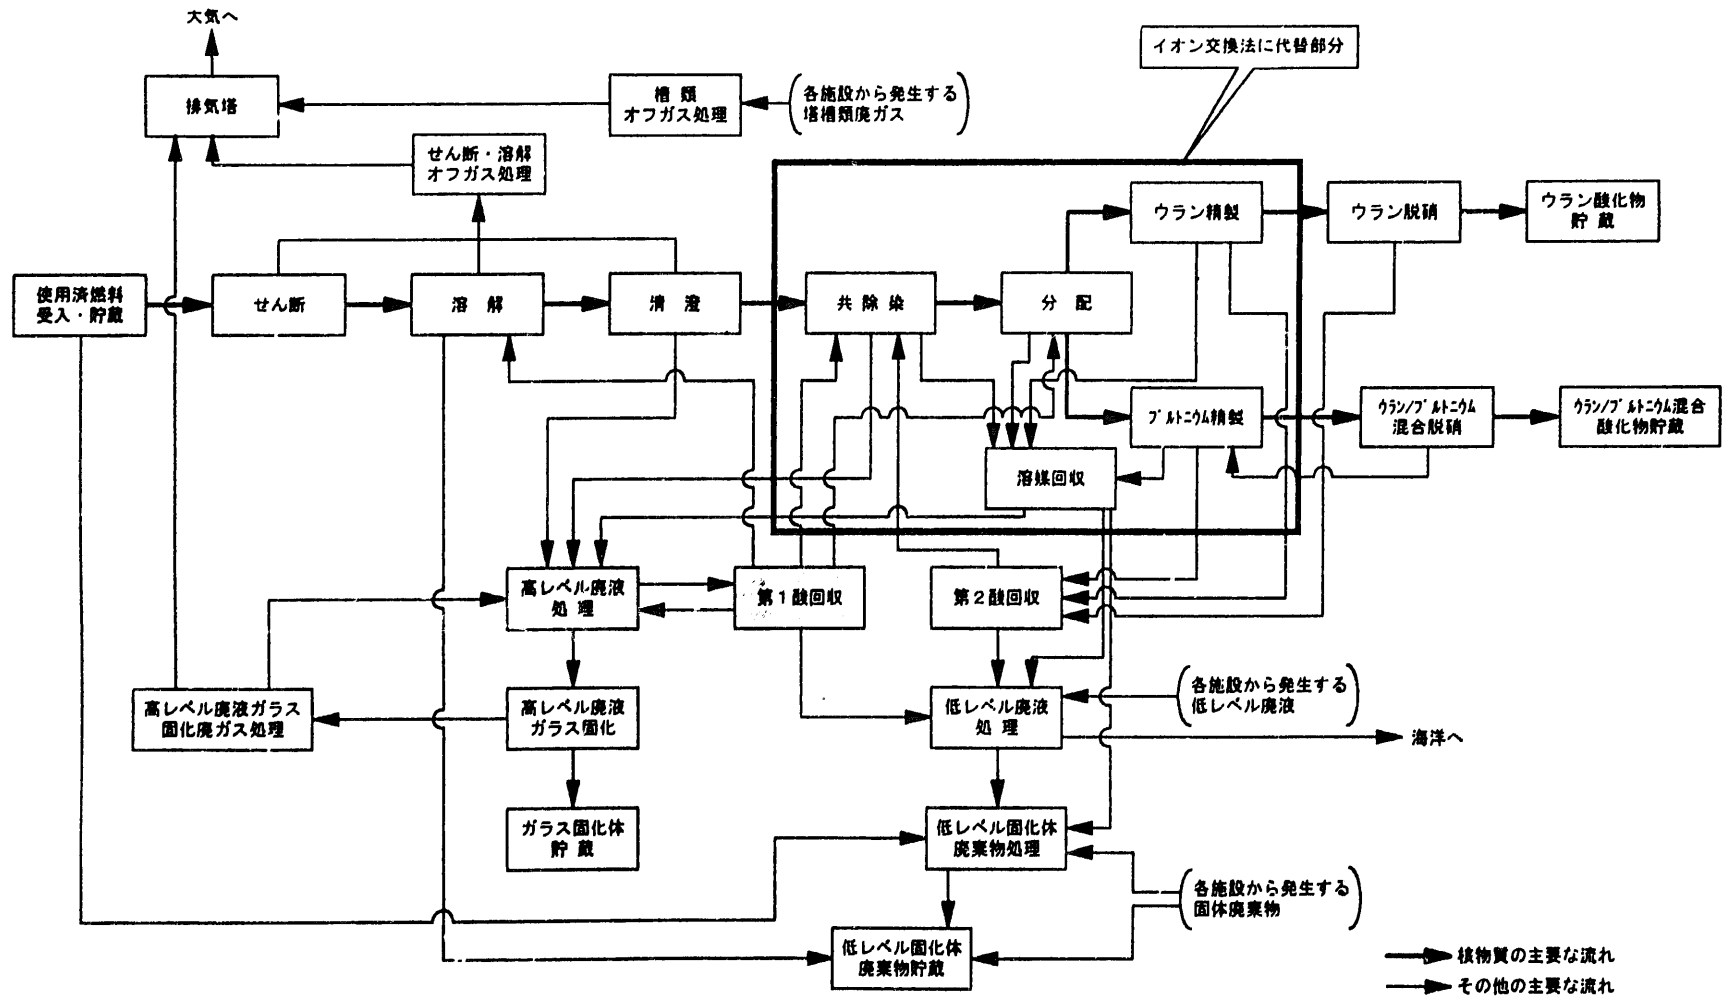 大気へ
イオン交換法に代替部分
排気塔
槽類
オフガス処理
各施設から発生する
塔槽類廃ガス
せん断・溶解
オフガス処理
ウラン精製
ウラン脱硝
ウラン酸化物
貯蔵
使用済燃料
受入・貯蔵
せん断
溶解
清澄
共除染
分配
プルトニウム精製
ウラン/プルトニウム
混合脱硝
ウラン/プルトニウム混合
酸化物貯蔵
溶媒回収
高レベル廃液
処理
第1酸回収
第2酸回収
高レベル廃液ガラス
固化廃ガス処理
高レベル廃液
ガラス固化
低レベル廃液
処理
各施設から発生する
低レベル廃液
海洋へ
ガラス固化体
貯蔵
低レベル固化体
廃棄物処理
各施設から発生する
固体廃棄物
低レベル固化体
廃棄物貯蔵
核物質の主要な流れ
その他の主要な流れ